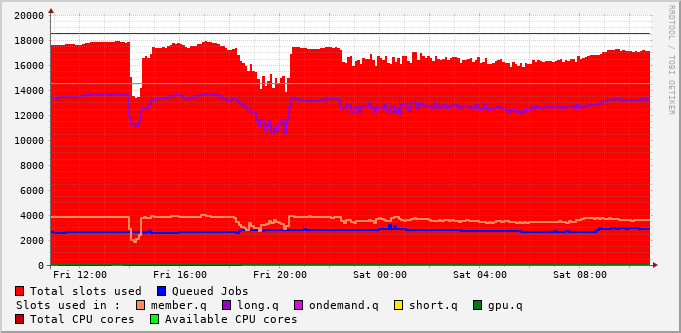 20000
18000
16000
14000
12000
10000
8000
6000
4000
2000
0
Fri 12:00 Fri 16:00 Fri 20:00 Sat 00:00 Sat 04:00 Sat 08:00
RRDTOOL / TOBI OETIKER
Total slots used Queued Jobs
Slots used in : member.q long.q ondemand.q short.q gpu.q
Total CPU cores Available CPU cores